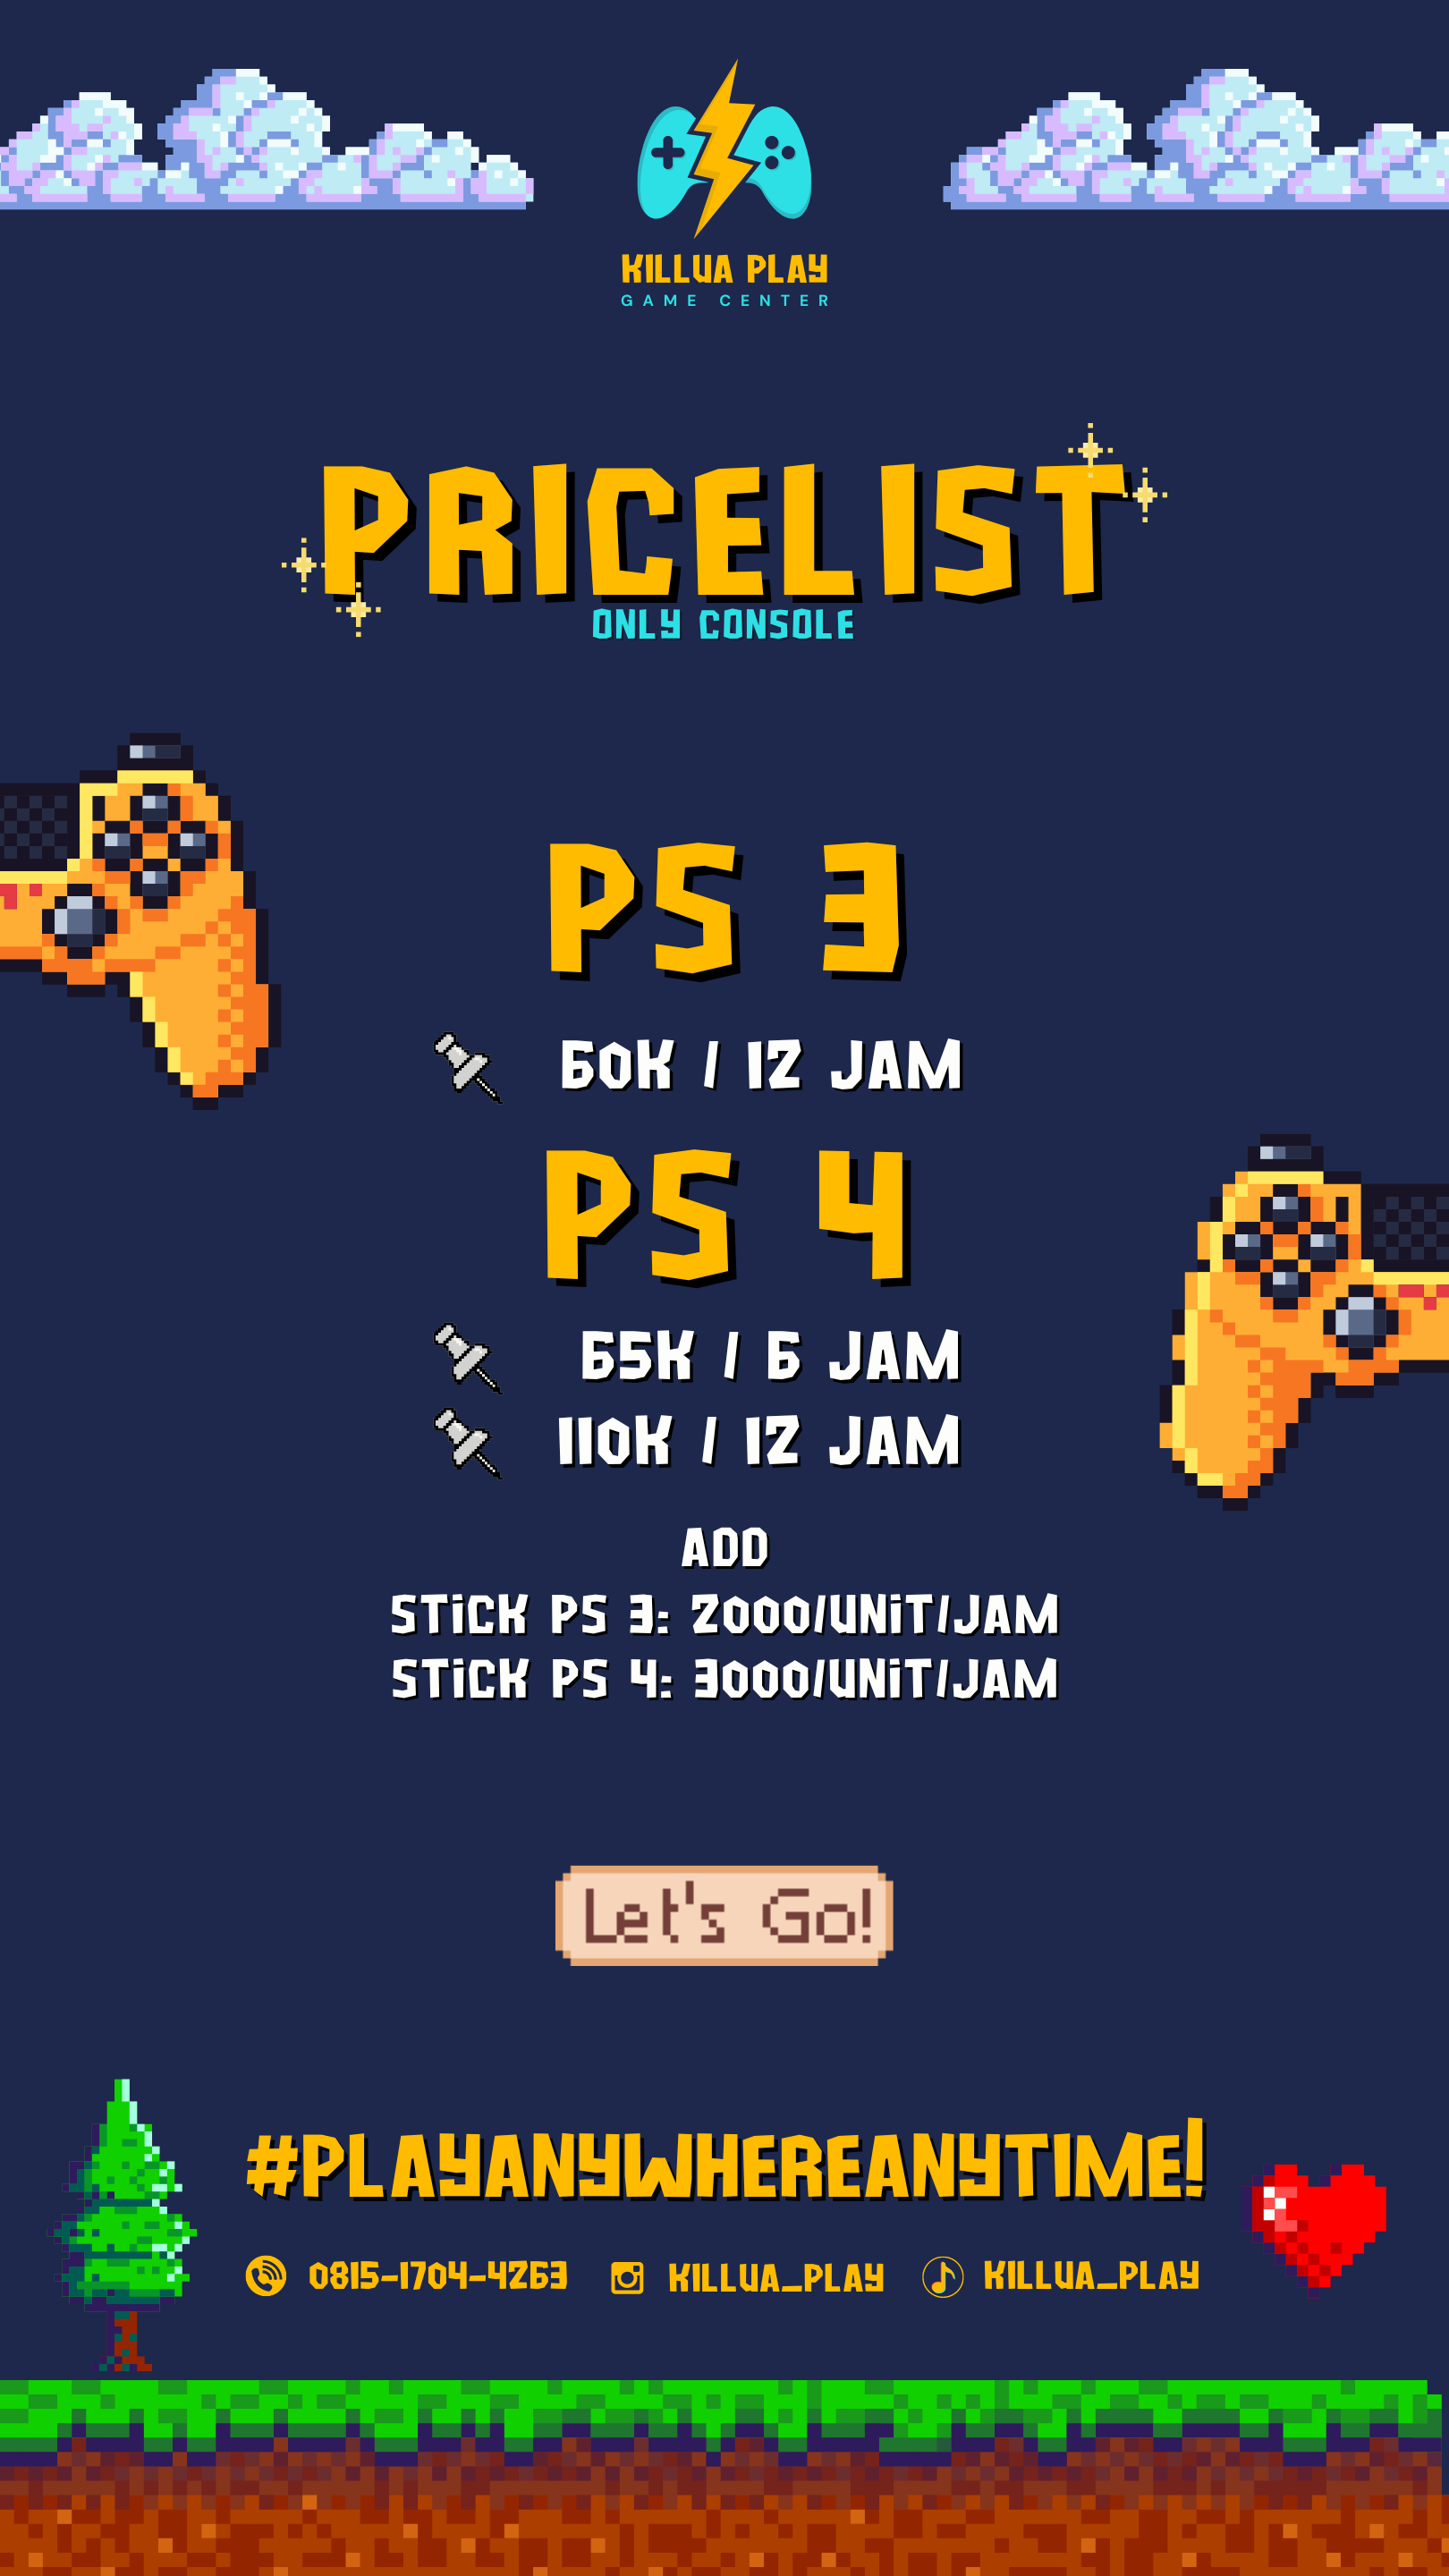 KILLUA PLAY
GAME CENTER
PRICELIST
ONLY CONSOLE
PS 3
60K / 12 JAM
PS 4
65K / 6 JAM
110K / 12 JAM
ADD
STiCK PS 3: 2000/UNiT/JAM
STiCK PS 4: 3000/UNiT/JAM
Let's Go!
#PLAYANYWHEREANYTIME!
0815-1704-4263 KILLUA_PLAY KILLUA_PLAY